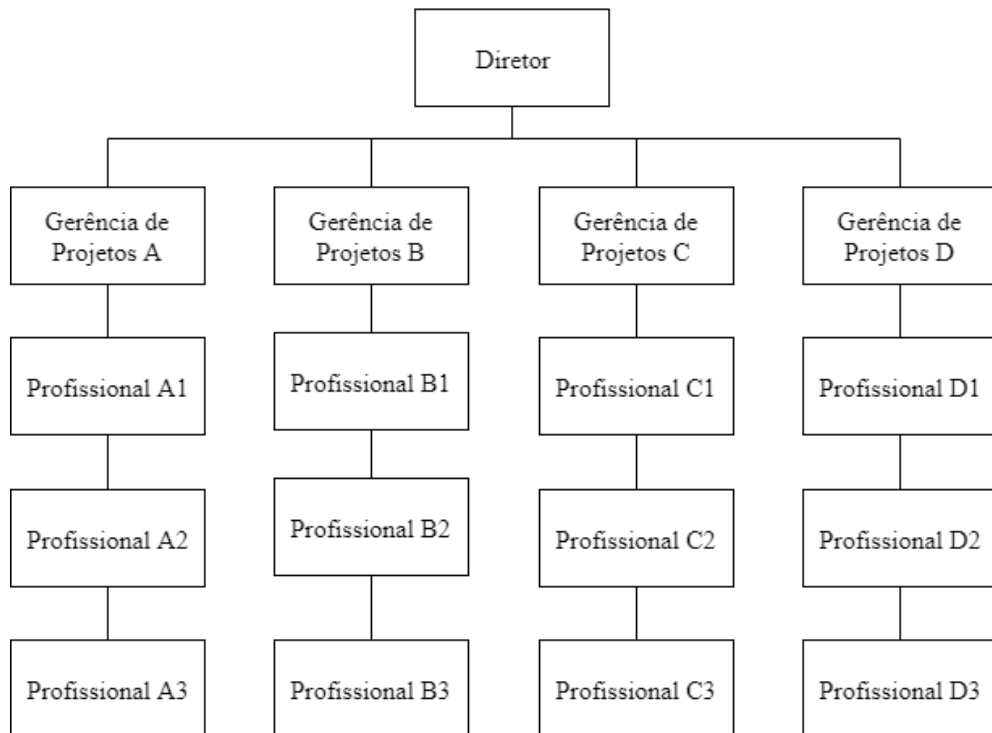 Diretor
Gerência de
Projetos A
Gerência de
Projetos B
Gerência de
Projetos C
Gerência de
Projetos D
Profissional A1
Profissional B1
Profissional C1
Profissional D1
Profissional A2
Profissional B2
Profissional C2
Profissional D2
Profissional A3
Profissional B3
Profissional C3
Profissional D3